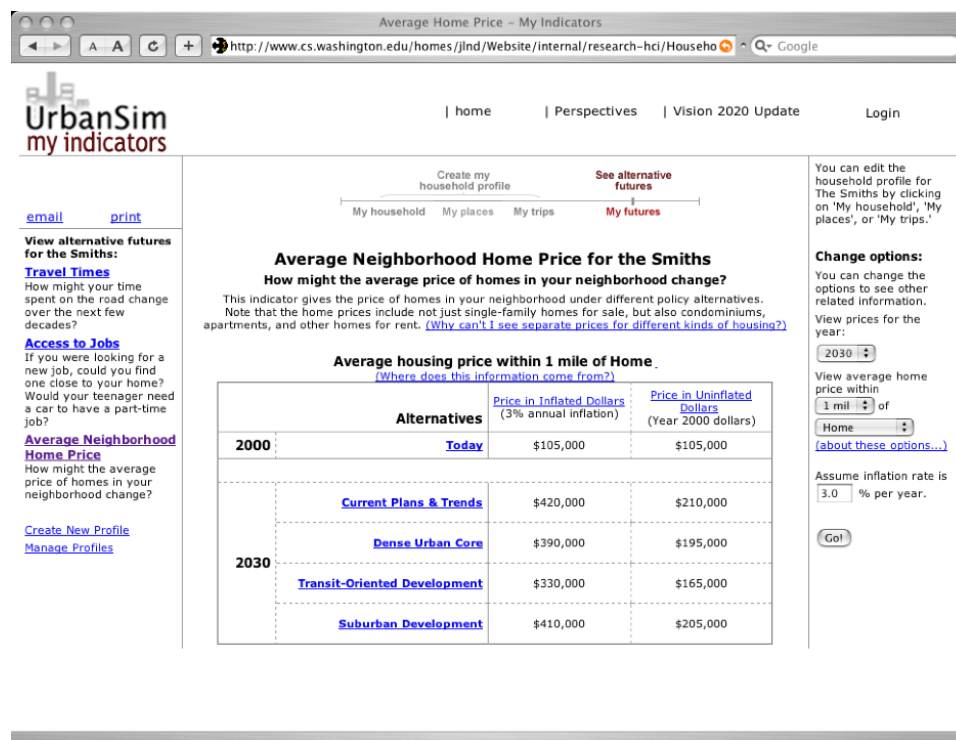 Average Home Price – My Indicators
A A C + http://www.cs.washington.edu/homes/jlnd/Website/internal/research-hci/Househo Google
UrbanSim
my indicators
| home | Perspectives | Vision 2020 Update Login
email print
View alternative futures
for the Smiths:
Travel Times
How might your time
spent on the road change
over the next few
decades?
Access to Jobs
If you were looking for a
new job, could you find
one close to your home?
Would your teenager need
a car to have a part-time
job?
Average Neighborhood
Home Price
How might the average
price of homes in your
neighborhood change?
Create New Profile
Manage Profiles
Create my
household profile
See alternative
futures
My household My places My trips My futures
Average Neighborhood Home Price for the Smiths
How might the average price of homes in your neighborhood change?
This indicator gives the price of homes in your neighborhood under different policy alternatives.
Note that the home prices include not just single-family homes for sale, but also condominiums,
apartments, and other homes for rent. (Why can't I see separate prices for different kinds of housing?)
Average housing price within 1 mile of Home
(Where does this information come from?)
Alternatives
Price in Inflated Dollars
(3% annual inflation)
Price in Uninflated
Dollars
(Year 2000 dollars)
2000 Today $105,000 $105,000
2030
Current Plans & Trends $420,000 $210,000
Dense Urban Core $390,000 $195,000
Transit-Oriented Development $330,000 $165,000
Suburban Development $410,000 $205,000
You can edit the
household profile for
The Smiths by clicking
on 'My household', 'My
places', or 'My trips.'
Change options:
You can change the
options to see other
related information.
View prices for the
year:
2030
View average home
price within
1 mil of
Home
(about these options...)
Assume inflation rate is
3.0 % per year.
Go!